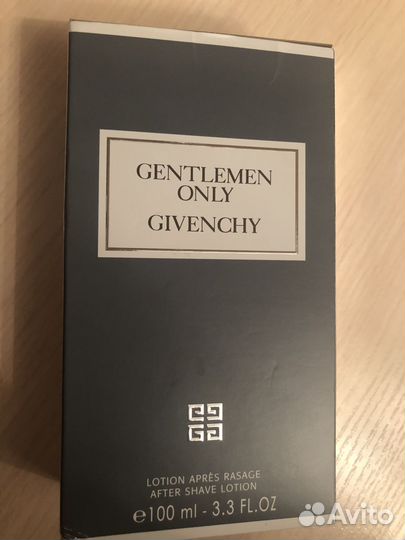 GENTLEMEN
ONLY
GIVENCHY
LOTION APRÈS RASAGE
AFTER SHAVE LOTION
℮100 ml - 3.3 FL.OZ
Avito